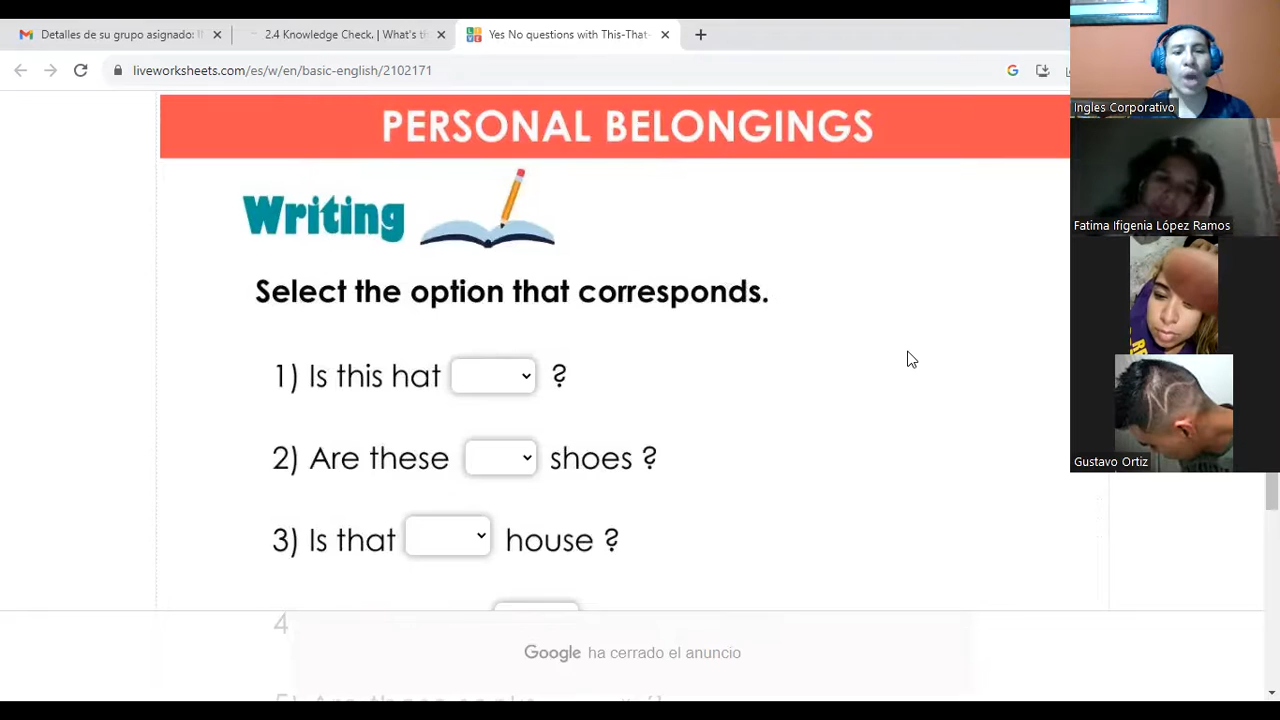 Detalles de su grupo asignado: t
2.4 Knowledge Check | What's
Yes No questions with This-That-
liveworksheets.com/es/w/en/basic-english/2102171
PERSONAL BELONGINGS
Writing
Select the option that corresponds.
1) Is this hat ?
2) Are these shoes ?
3) Is that house ?
4
Google ha cerrado el anuncio
Ingles Corporativo
Fatima Ifigenia López Ramos
Gustavo Ortiz